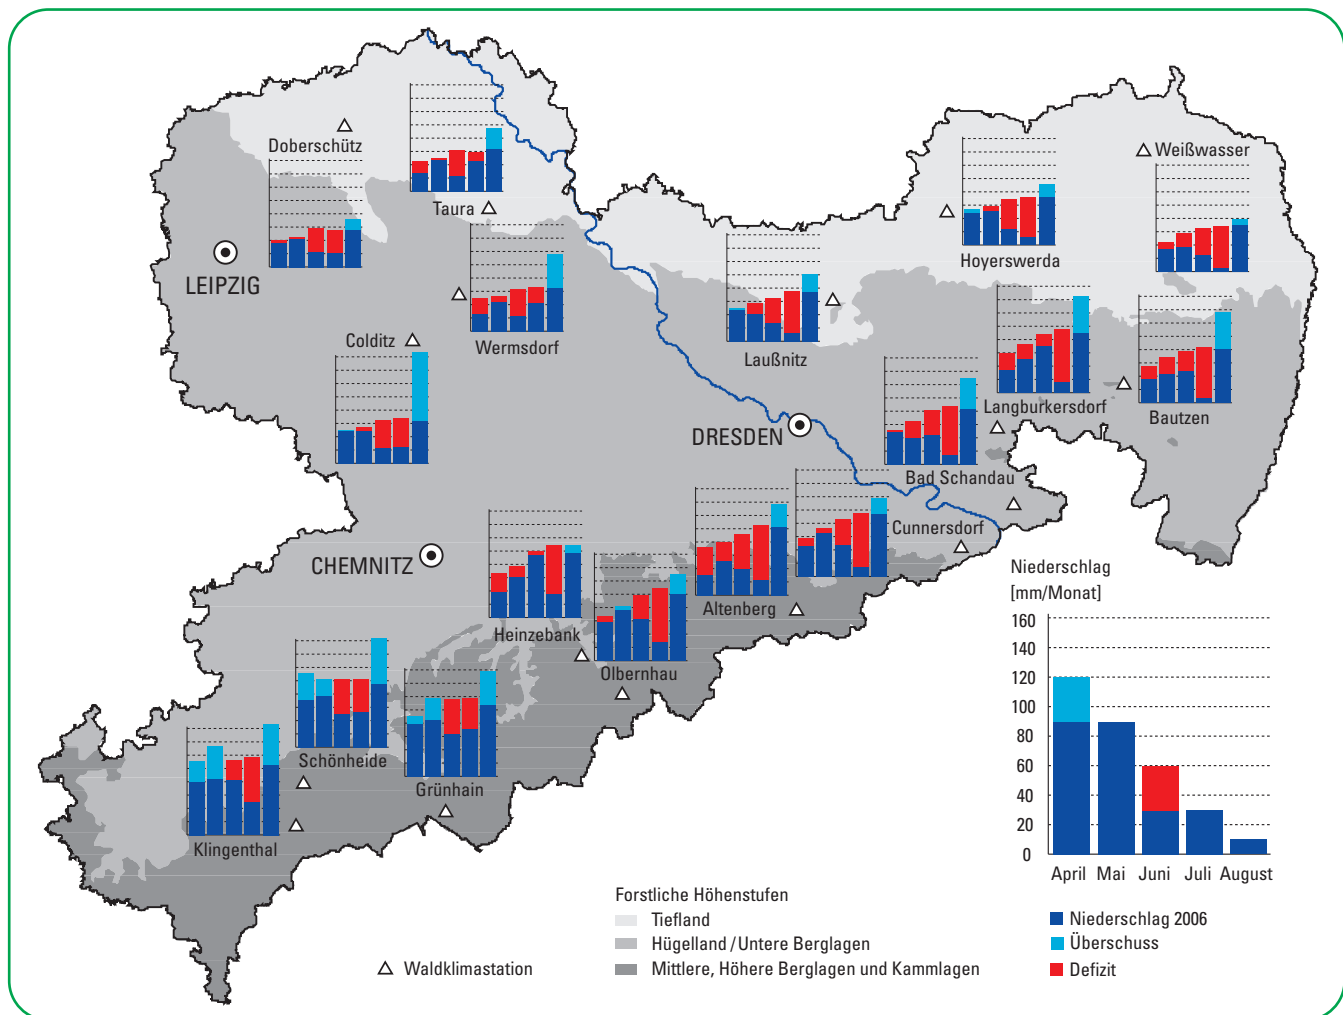 Doberschütz
Taura
LEIPZIG
Wermsdorf
Colditz
Weißwasser
Hoyerswerda
Laußnitz
Langburkersdorf
Bautzen
DRESDEN
Bad Schandau
Cunnersdorf
CHEMNITZ
Heinzebank
Altenberg
Olbernhau
Schönheide
Grünhain
Klingenthal
Niederschlag
[mm/Monat]
160
140
120
100
80
60
40
20
0
April Mai Juni Juli August
Niederschlag 2006
Überschuss
Defizit
Forstliche Höhenstufen
Tiefland
Hügelland/Untere Berglagen
Mittlere, Höhere Berglagen und Kammlagen
Waldklimastation